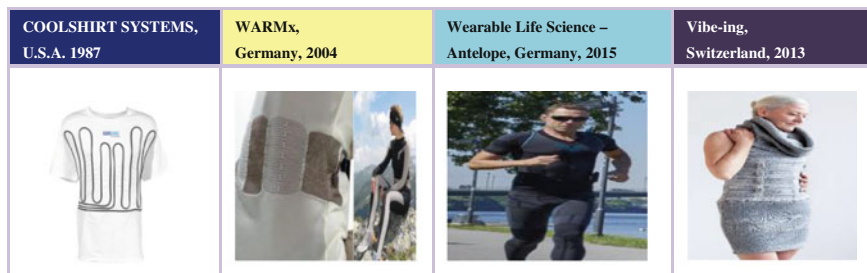 COOLSHIRT SYSTEMS,
U.S.A. 1987
WARMx,
Germany, 2004
Wearable Life Science –
Antelope, Germany, 2015
Vibe-ing,
Switzerland, 2013